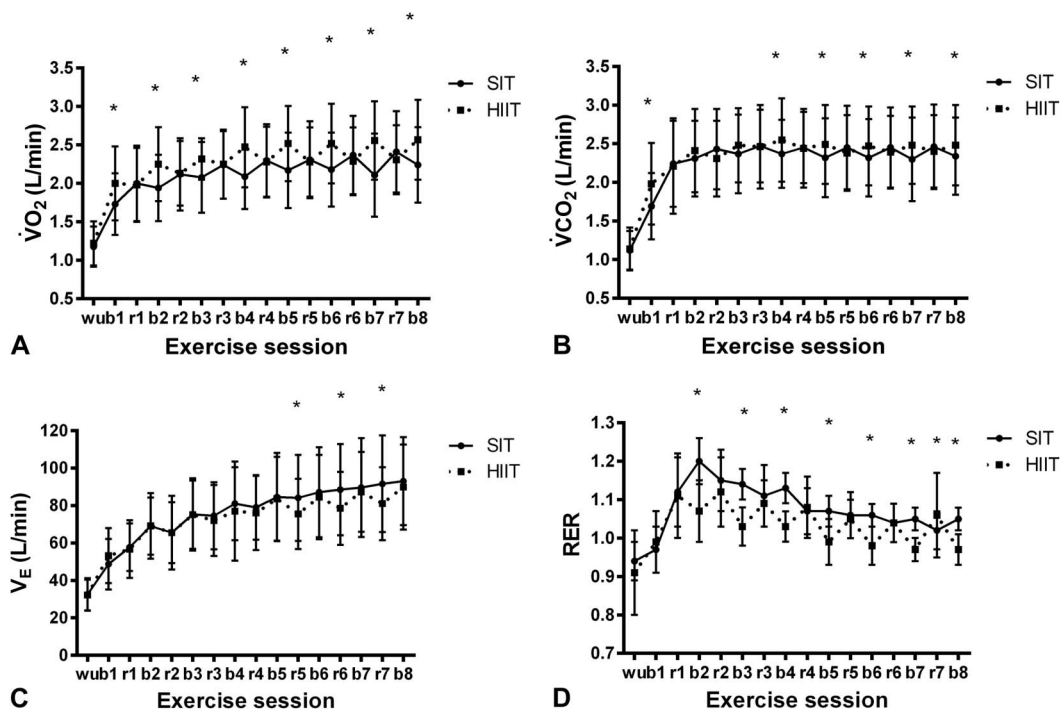 * * * * * * * *
V̇O₂ (L/min)
3.5
3.0
2.5
2.0
1.5
1.0
0.5
SIT
HIIT
wu b1 r1 b2 r2 b3 r3 b4 r4 b5 r5 b6 r6 b7 r7 b8
A
Exercise session
* * * * * *
V̇CO₂ (L/min)
3.5
3.0
2.5
2.0
1.5
1.0
0.5
SIT
HIIT
wu b1 r1 b2 r2 b3 r3 b4 r4 b5 r5 b6 r6 b7 r7 b8
B
Exercise session
* * *
V_E (L/min)
120
100
80
60
40
20
0
SIT
HIIT
wu b1 r1 b2 r2 b3 r3 b4 r4 b5 r5 b6 r6 b7 r7 b8
C
Exercise session
* * * * * * * *
RER
1.3
1.2
1.1
1.0
0.9
0.8
0.7
SIT
HIIT
wu b1 r1 b2 r2 b3 r3 b4 r4 b5 r5 b6 r6 b7 r7 b8
D
Exercise session